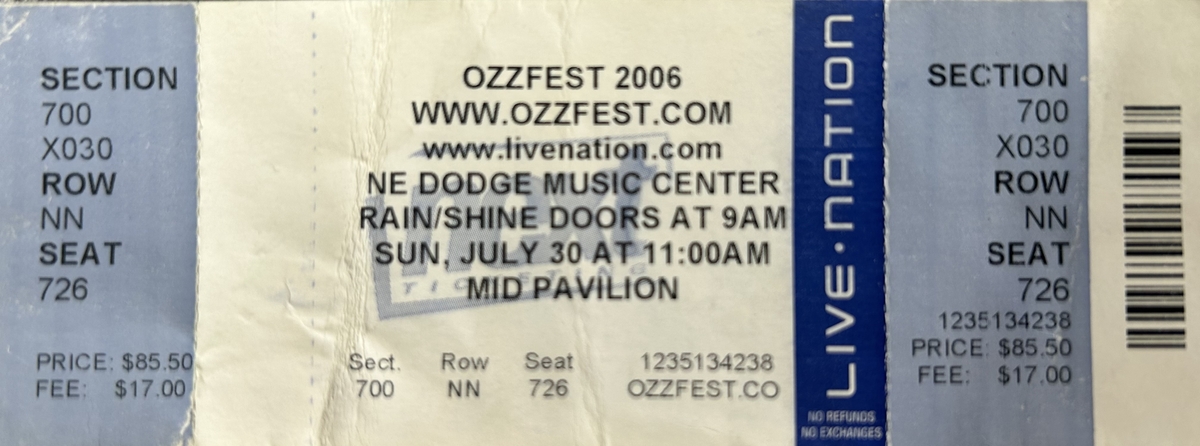 SECTION
700
X030
ROW
NN
SEAT
726
PRICE: $85.50
FEE: $17.00
OZZFEST 2006
WWW.OZZFEST.COM
www.livenation.com
NE DODGE MUSIC CENTER
RAIN/SHINE DOORS AT 9AM
SUN, JULY 30 AT 11:00AM
MID PAVILION
next
TICKETING
Sect. Row Seat 1235134238
700 NN 726 OZZFEST.CO
LIVE·NATION
NO REFUNDS
NO EXCHANGES
SECTION
700
X030
ROW
NN
SEAT
726
1235134238
PRICE: $85.50
FEE: $17.00